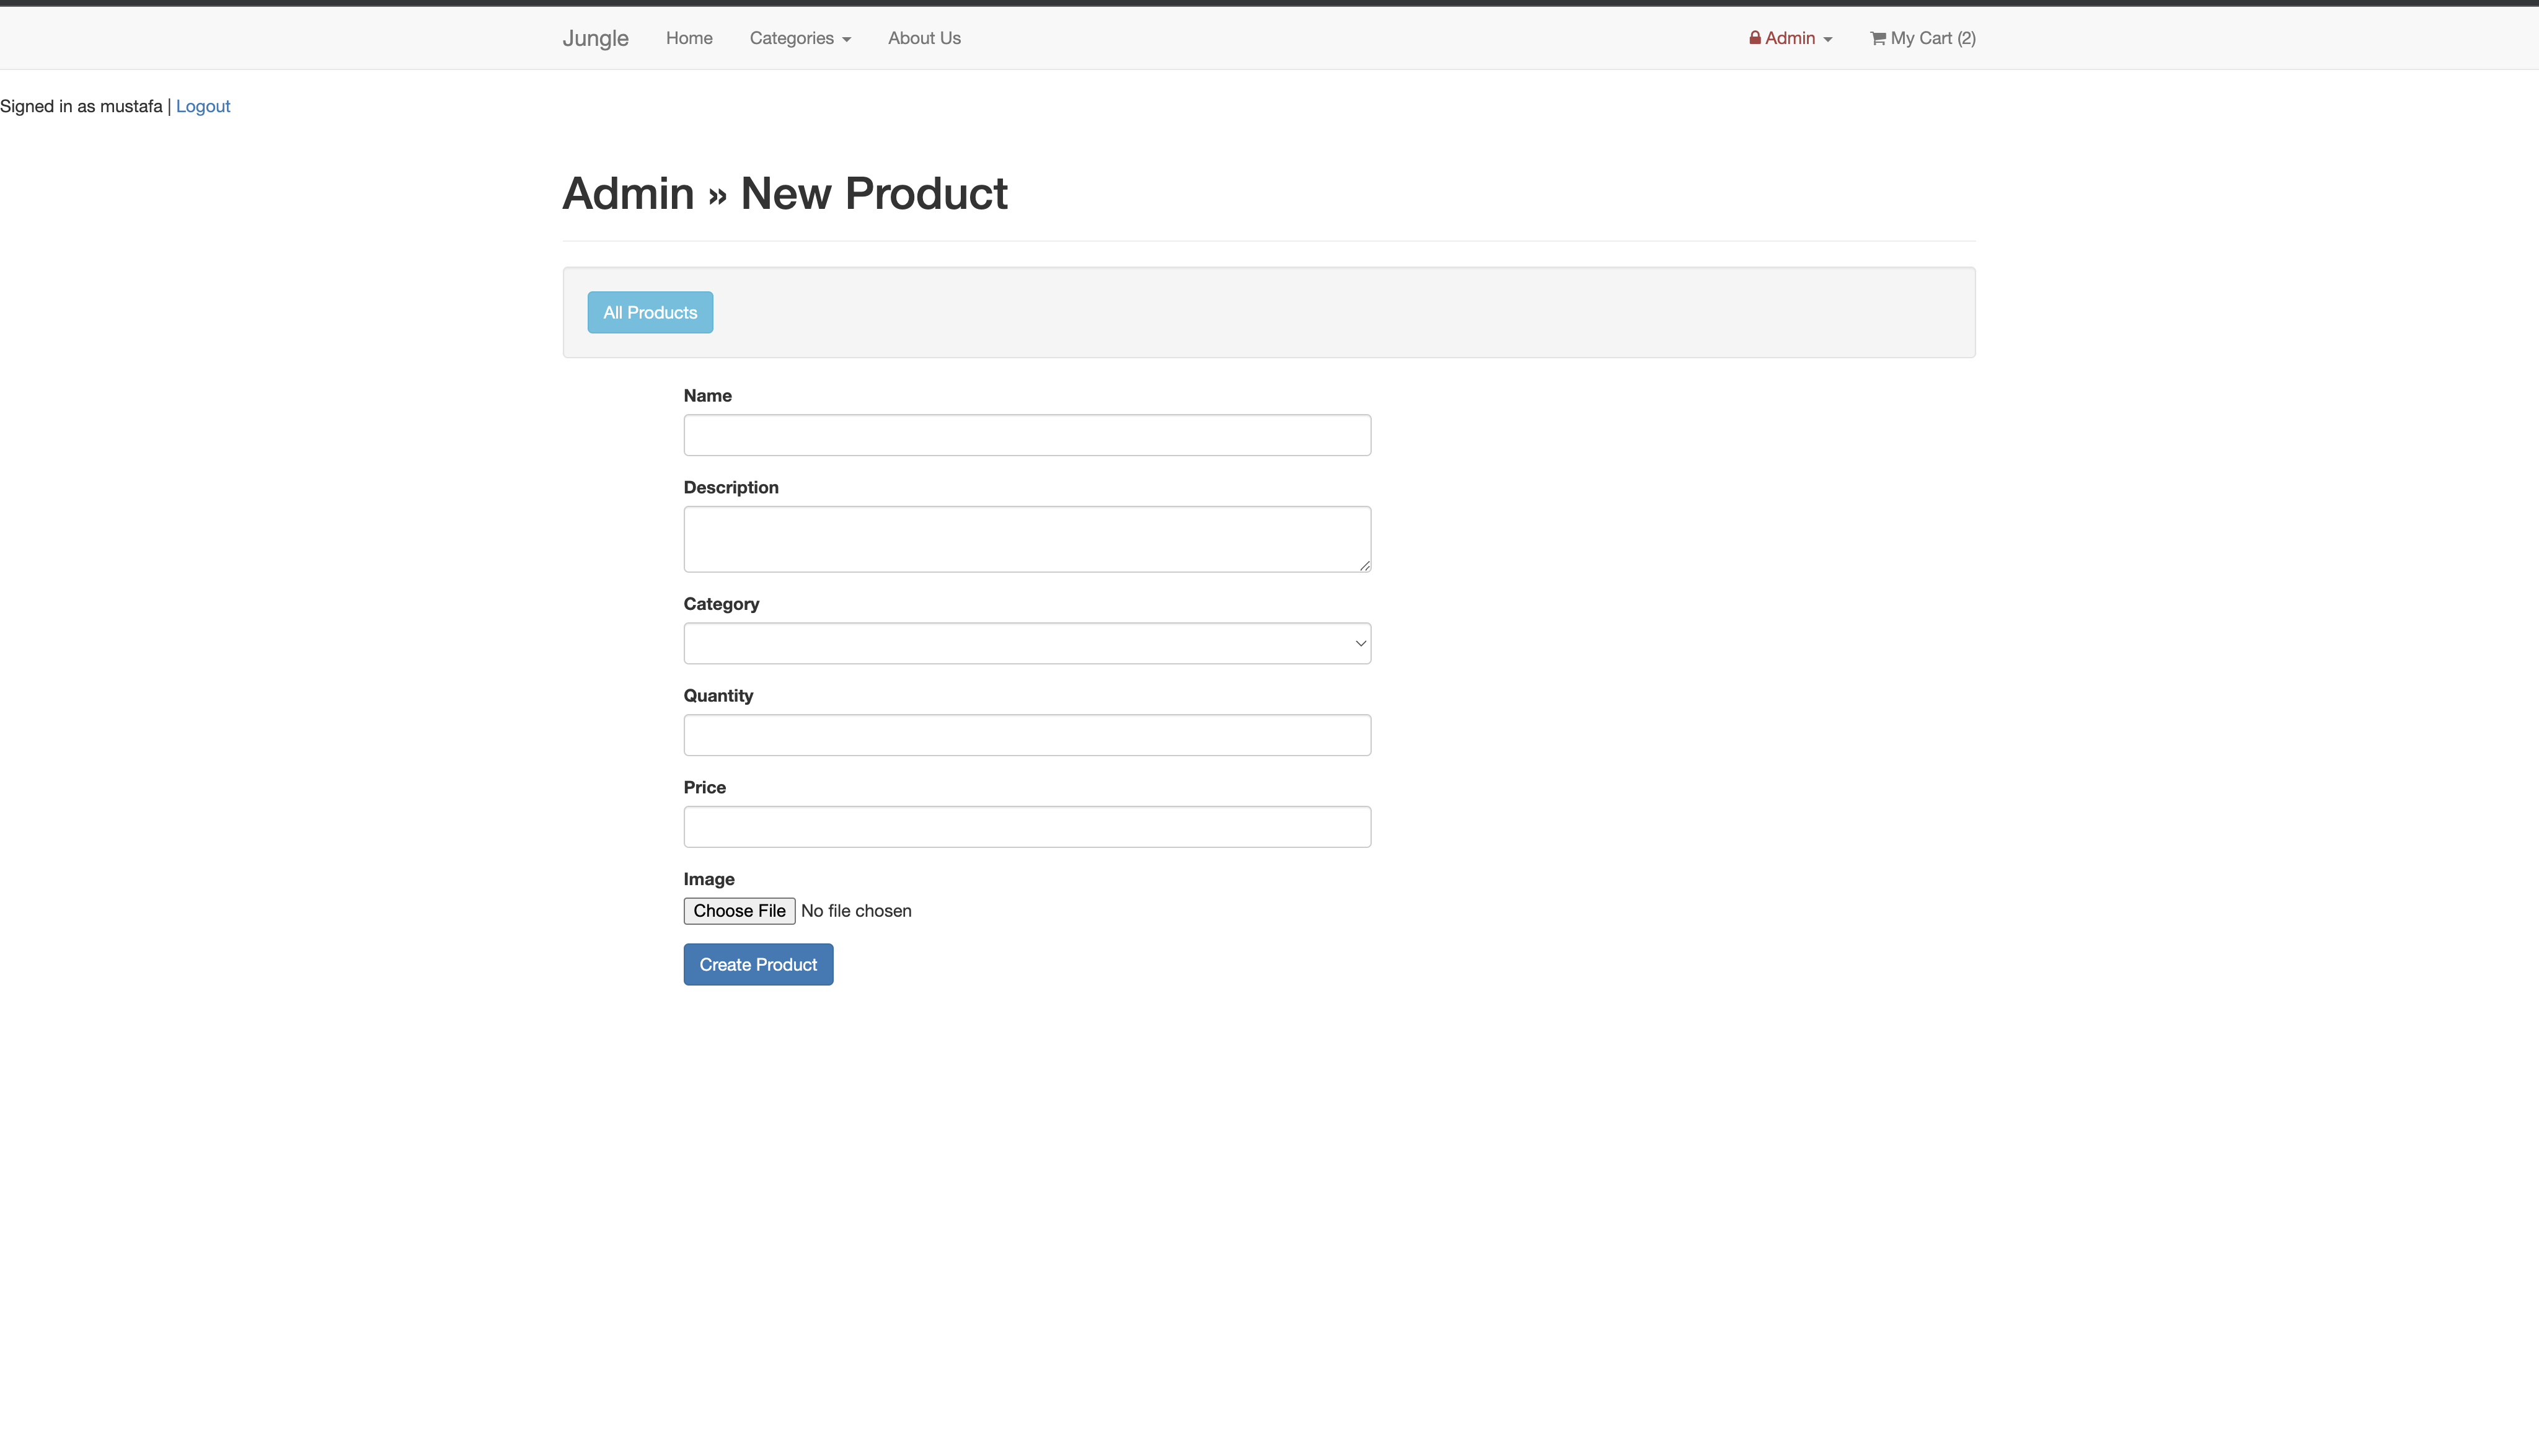 Jungle Home Categories About Us Admin My Cart (2)
Signed in as mustafa | Logout
Admin » New Product
All Products
Name
Description
Category
Quantity
Price
Image
Choose File No file chosen
Create Product